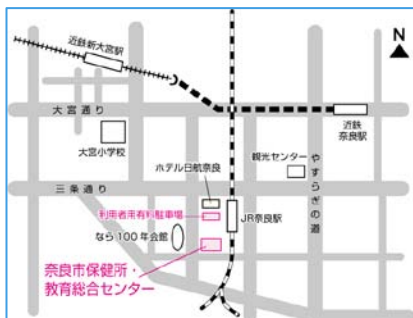 近鉄新大宮駅
N
大宮通り
近鉄
奈良駅
大宮小学校
ホテル日航奈良
観光センター
やすらぎの道
三条通り
利用者用有料駐車場
JR奈良駅
なら100年会館
奈良市保健所・
教育総合センター